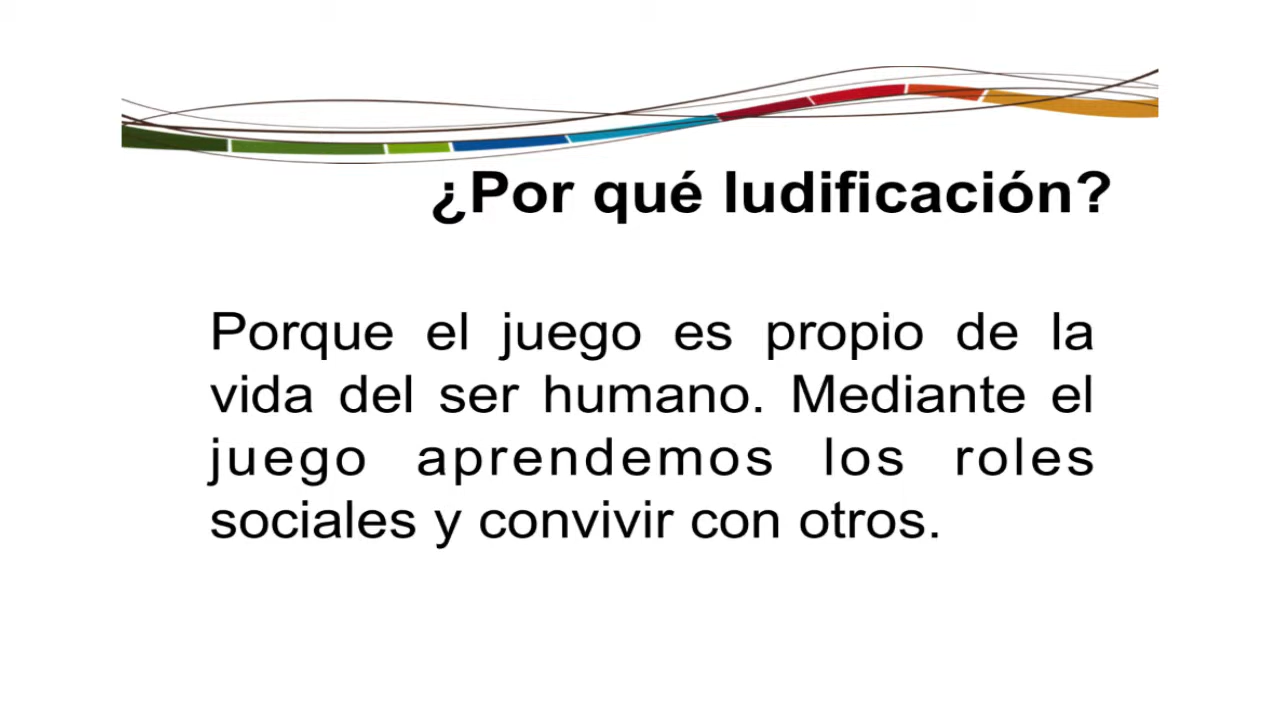 ¿Por qué ludificación?
Porque el juego es propio de la
vida del ser humano. Mediante el
juego aprendemos los roles
sociales y convivir con otros.